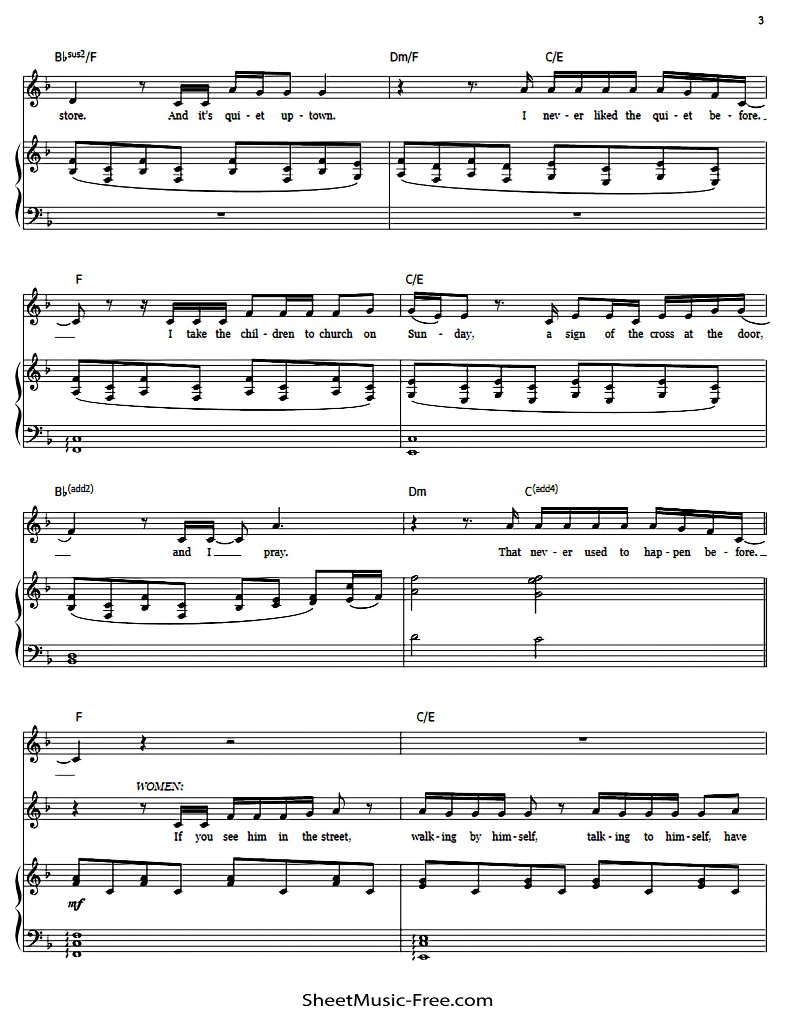 3
B♭sus2/F Dm/F C/E
store. And it's qui - et up - town. I nev - er liked the qui - et be - fore.
F C/E
I take the chil - dren to church on Sun - day, a sign of the cross at the door,
B♭(add2) Dm C(add4)
and I pray. That nev - er used to hap - pen be - fore.
F C/E
WOMEN:
If you see him in the street, walk - ing by him - self, talk - ing to him - self, have
mf
SheetMusic-Free.com